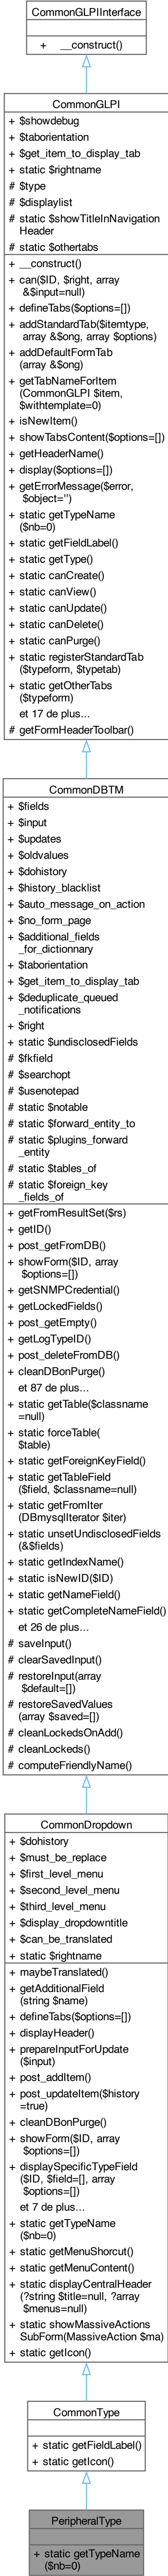 CommonGLPIInterface
+ __construct()
CommonGLPI
+ $showdebug
+ $taborientation
+ $get_item_to_display_tab
+ static $rightname
# $type
# $displaylist
# static $showTitleInNavigation
Header
# static $othertabs
+ __construct()
+ can($ID, $right, array
&$input=null)
+ defineTabs($options=[])
+ addStandardTab($itemtype,
array &$ong, array $options)
+ addDefaultFormTab
(array &$ong)
+ getTabNameForItem
(CommonGLPI $item,
$withtemplate=0)
+ isNewItem()
+ showTabsContent($options=[])
+ getHeaderName()
+ display($options=[])
+ getErrorMessage($error,
$object='')
+ static getTypeName
($nb=0)
+ static getFieldLabel()
+ static getType()
+ static canCreate()
+ static canView()
+ static canUpdate()
+ static canDelete()
+ static canPurge()
+ static registerStandardTab
($typeform, $typetab)
+ static getOtherTabs
($typeform)
et 17 de plus...
# getFormHeaderToolbar()
CommonDBTM
+ $fields
+ $input
+ $updates
+ $oldvalues
+ $dohistory
+ $history_blacklist
+ $auto_message_on_action
+ $no_form_page
+ $additional_fields
_for_dictionnary
+ $taborientation
+ $get_item_to_display_tab
+ $deduplicate_queued
_notifications
+ $right
+ static $undisclosedFields
# $fkfield
# $searchopt
# $usenotepad
# static $notable
# static $forward_entity_to
# static $plugins_forward
_entity
# static $tables_of
# static $foreign_key
_fields_of
+ getFromResultSet($rs)
+ getID()
+ post_getFromDB()
+ showForm($ID, array
$options=[])
+ getSNMPCredential()
+ getLockedFields()
+ post_getEmpty()
+ getLogTypeID()
+ post_deleteFromDB()
+ cleanDBonPurge()
et 87 de plus...
+ static getTable($classname
=null)
+ static forceTable(
$table)
+ static getForeignKeyField()
+ static getTableField
($field, $classname=null)
+ static getFromIter
(DBmysqlIterator $iter)
+ static unsetUndisclosedFields
(&$fields)
+ static getIndexName()
+ static isNewID($ID)
+ static getNameField()
+ static getCompleteNameField()
et 26 de plus...
# saveInput()
# clearSavedInput()
# restoreInput(array
$default=[])
# restoreSavedValues
(array $saved=[])
# cleanLockedsOnAdd()
# cleanLockeds()
# computeFriendlyName()
CommonDropdown
+ $dohistory
+ $must_be_replace
+ $first_level_menu
+ $second_level_menu
+ $third_level_menu
+ $display_dropdowntitle
+ $can_be_translated
+ static $rightname
+ maybeTranslated()
+ getAdditionalField
(string $name)
+ defineTabs($options=[])
+ displayHeader()
+ prepareInputForUpdate
($input)
+ post_addItem()
+ post_updateItem($history
=true)
+ cleanDBonPurge()
+ showForm($ID, array
$options=[])
+ displaySpecificTypeField
($ID, $field=[], array
$options=[])
et 7 de plus...
+ static getTypeName
($nb=0)
+ static getMenuShorcut()
+ static getMenuContent()
+ static displayCentralHeader
(?string $title=null, ?array
$menus=null)
+ static showMassiveActions
SubForm(MassiveAction $ma)
+ static getIcon()
CommonType
+ static getFieldLabel()
+ static getIcon()
PeripheralType
+ static getTypeName
($nb=0)